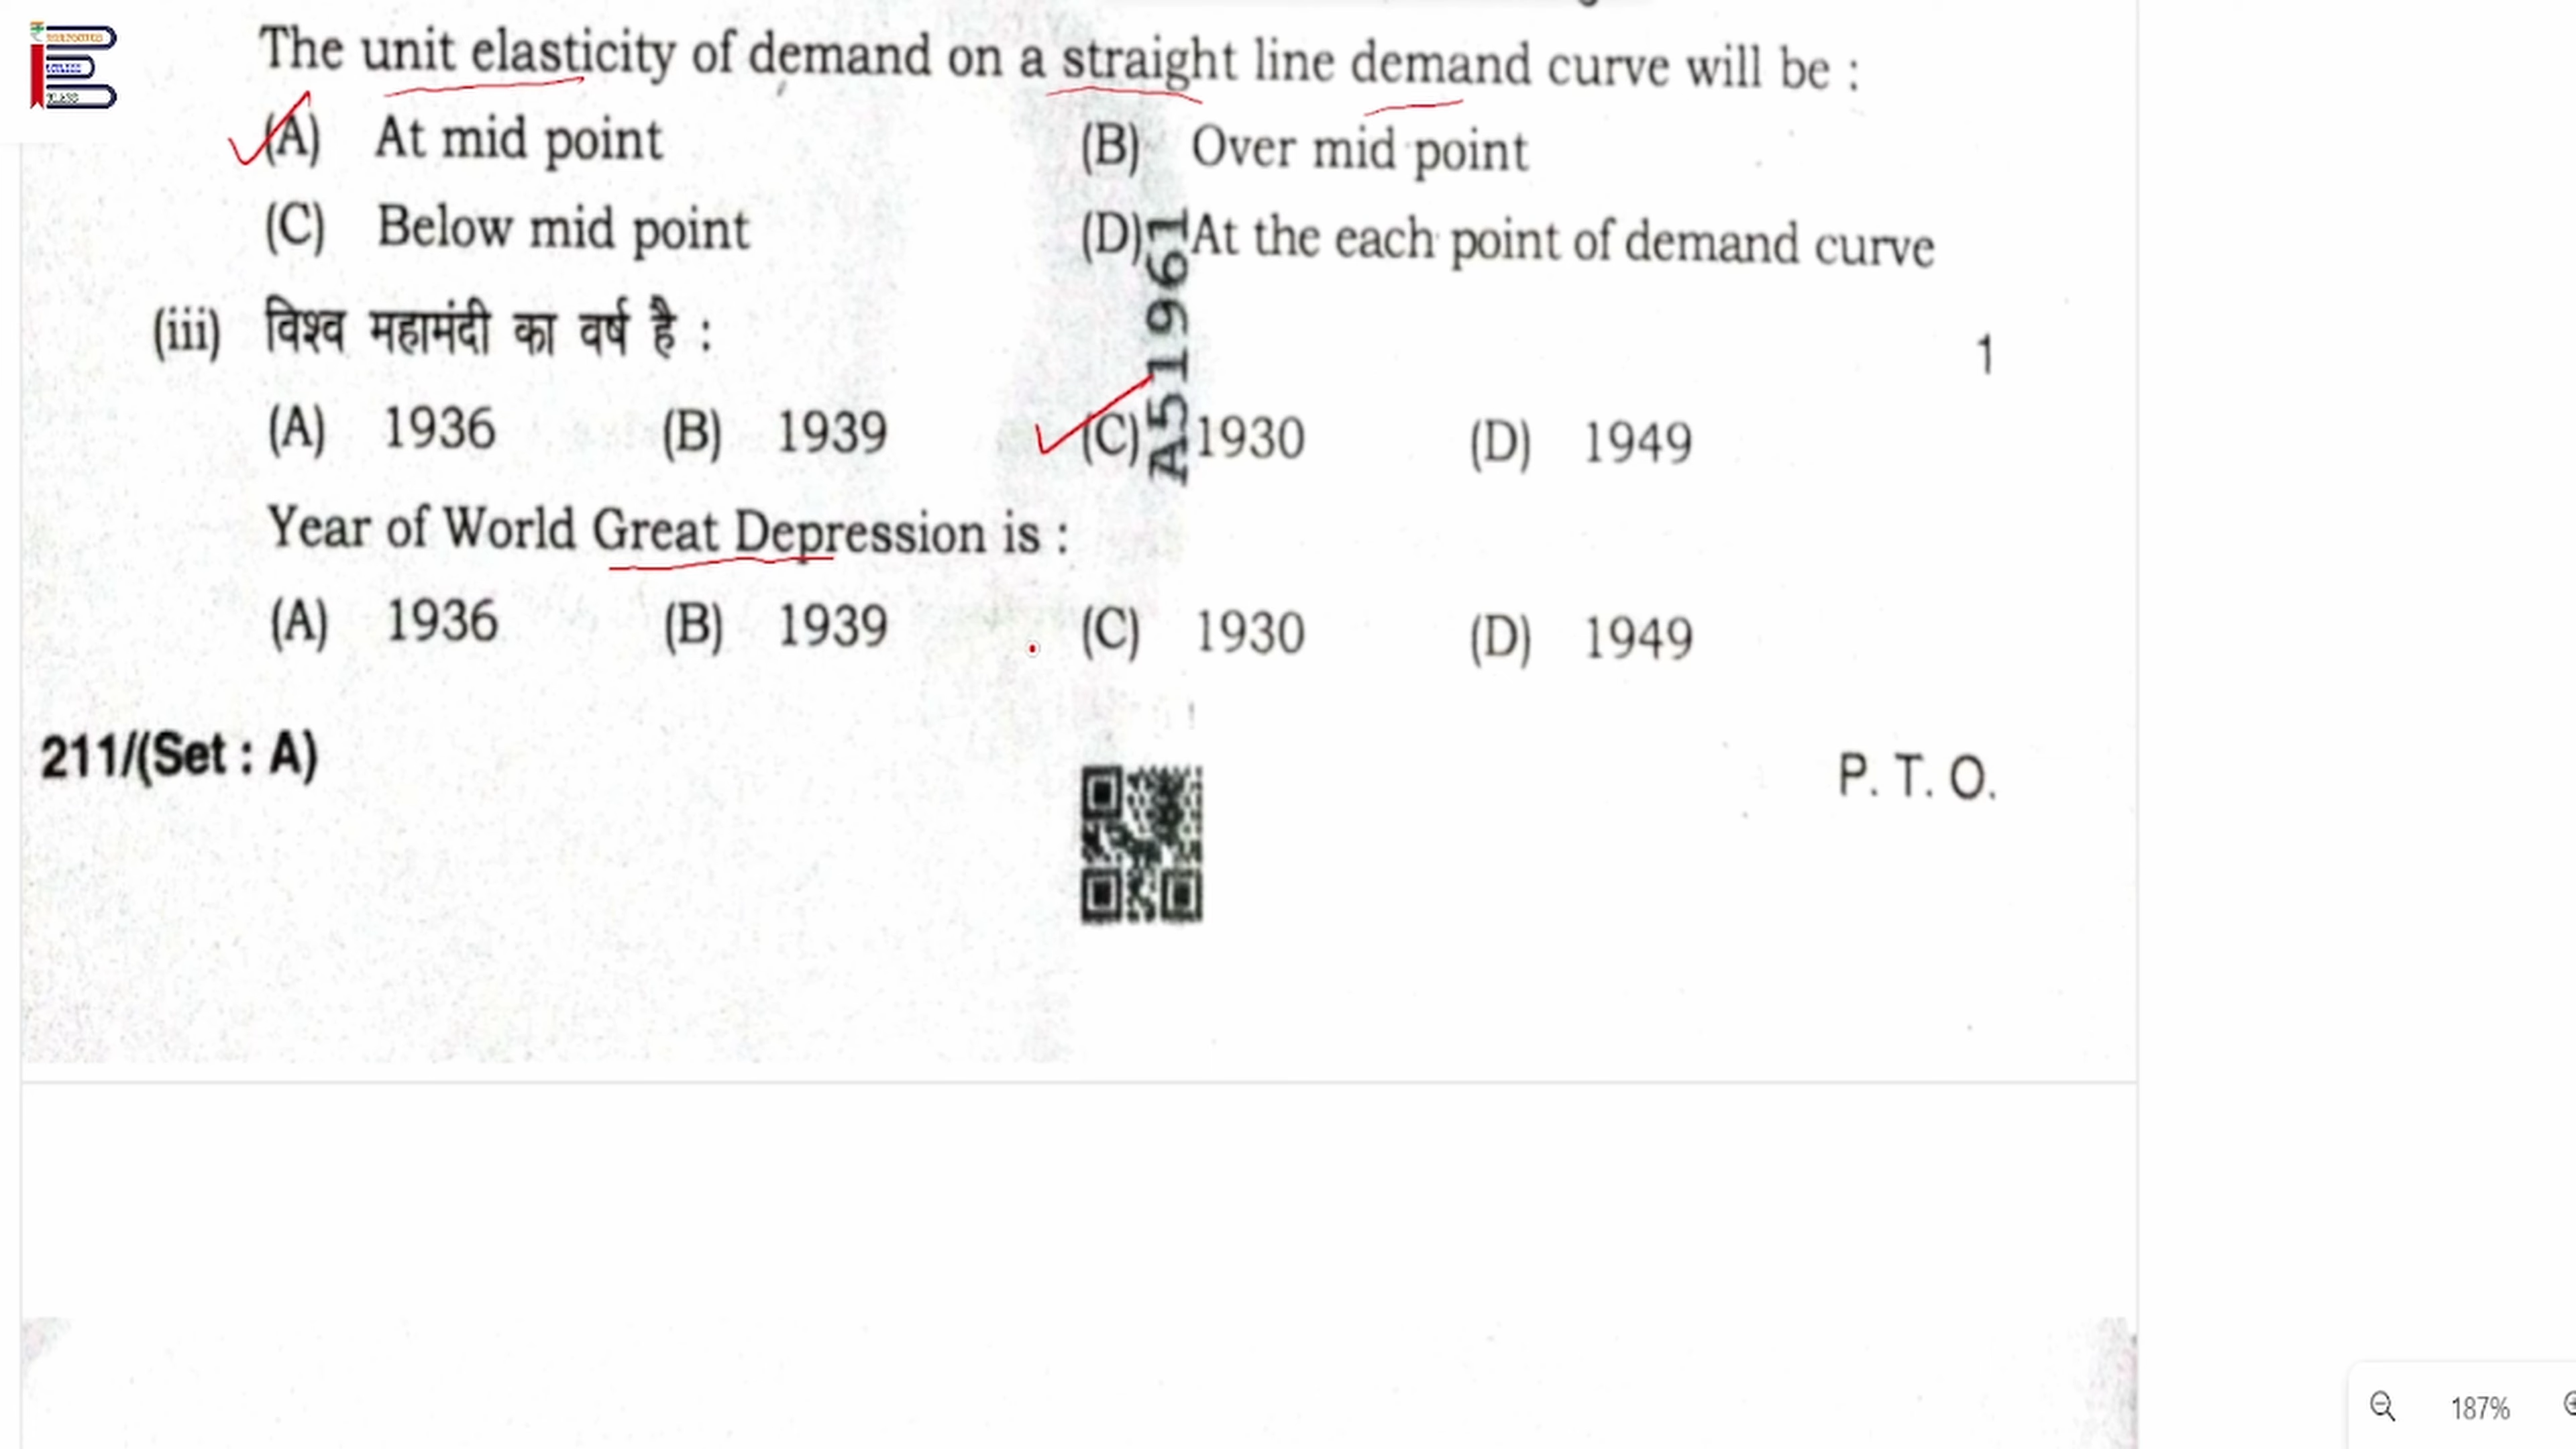 The unit elasticity of demand on a straight line demand curve will be :
(A) At mid point (B) Over mid point
(C) Below mid point (D) At the each point of demand curve
(iii) विश्व महामंदी का वर्ष है : 1
(A) 1936 (B) 1939 (C) 1930 (D) 1949
A51961
Year of World Great Depression is :
(A) 1936 (B) 1939 (C) 1930 (D) 1949
211/(Set : A) P. T. O.
187%